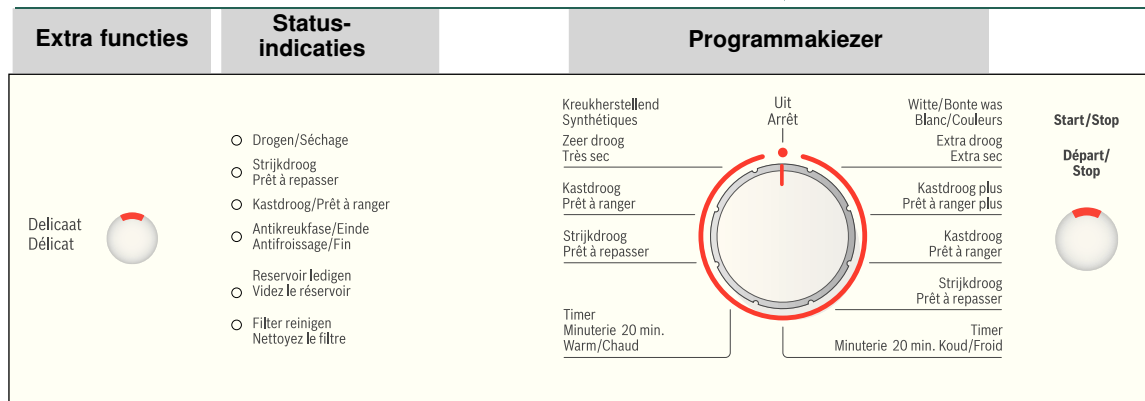 Extra functies
Status-
indicaties
Programmakiezer
Delicaat
Délicat
Drogen/Séchage
Strijkdroog
Prêt à repasser
Kastdroog/Prêt à ranger
Antikreukfase/Einde
Antifroissage/Fin
Reservoir ledigen
Videz le réservoir
Filter reinigen
Nettoyez le filtre
Kreukherstellend
Synthétiques
Zeer droog
Très sec
Kastdroog
Prêt à ranger
Strijkdroog
Prêt à repasser
Timer
Minuterie 20 min.
Warm/Chaud
Uit
Arrêt
Witte/Bonte was
Blanc/Couleurs
Extra droog
Extra sec
Kastdroog plus
Prêt à ranger plus
Kastdroog
Prêt à ranger
Strijkdroog
Prêt à repasser
Timer
Minuterie 20 min. Koud/Froid
Start/Stop
Départ/
Stop